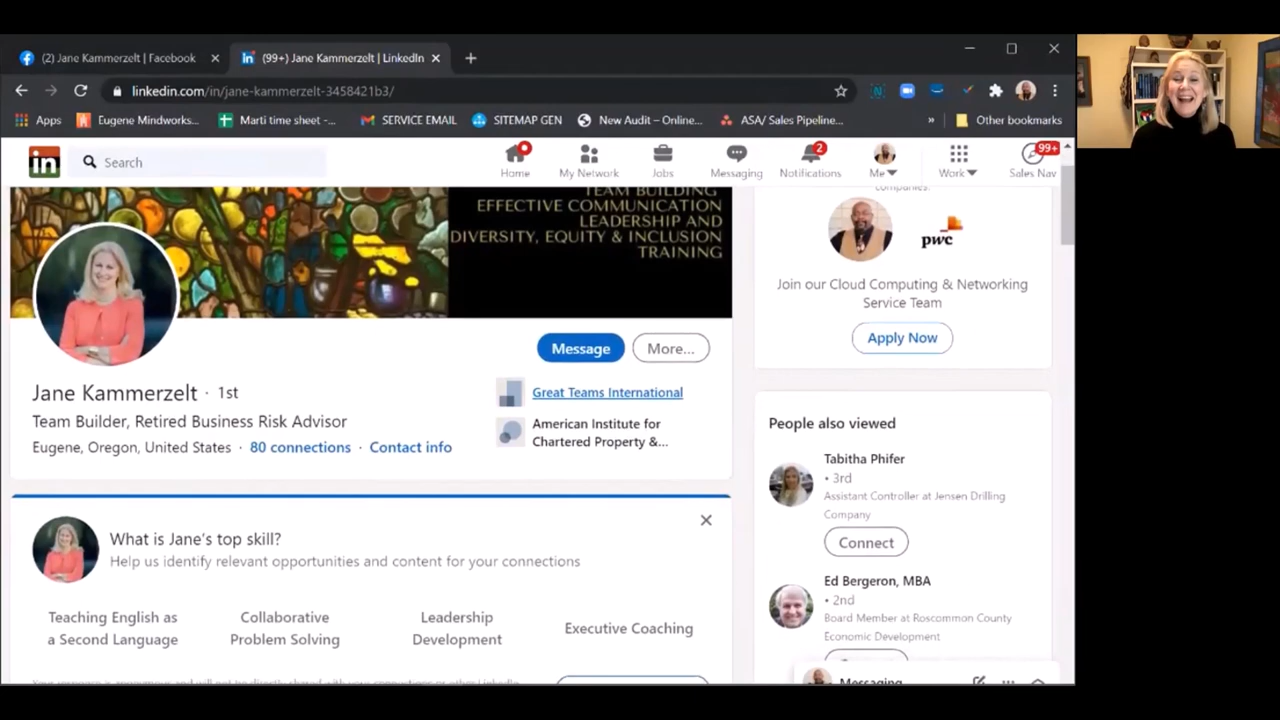 (2) Jane Kammerzelt | Facebook
(99+) Jane Kammerzelt | LinkedIn
linkedin.com/in/jane-kammerzelt-3458421b3/
Apps
Eugene Mindworks...
Marti time sheet -...
SERVICE EMAIL
SITEMAP GEN
New Audit – Online...
ASA/ Sales Pipeline...
»
Other bookmarks
in
Search
Home
My Network
Jobs
Messaging
2
Notifications
Me
Work
99+
Sales Nav
TEAM BUILDING
EFFECTIVE COMMUNICATION
LEADERSHIP AND
DIVERSITY, EQUITY & INCLUSION
TRAINING
Message
More...
Jane Kammerzelt · 1st
Team Builder, Retired Business Risk Advisor
Eugene, Oregon, United States · 80 connections · Contact info
Great Teams International
American Institute for
Chartered Property &...
What is Jane's top skill?
Help us identify relevant opportunities and content for your connections
Teaching English as
a Second Language
Collaborative
Problem Solving
Leadership
Development
Executive Coaching
companies.
pwc
Join our Cloud Computing & Networking
Service Team
Apply Now
People also viewed
Tabitha Phifer
• 3rd
Assistant Controller at Jensen Drilling
Company
Connect
Ed Bergeron, MBA
• 2nd
Board Member at Roscommon County
Economic Development
Messaging